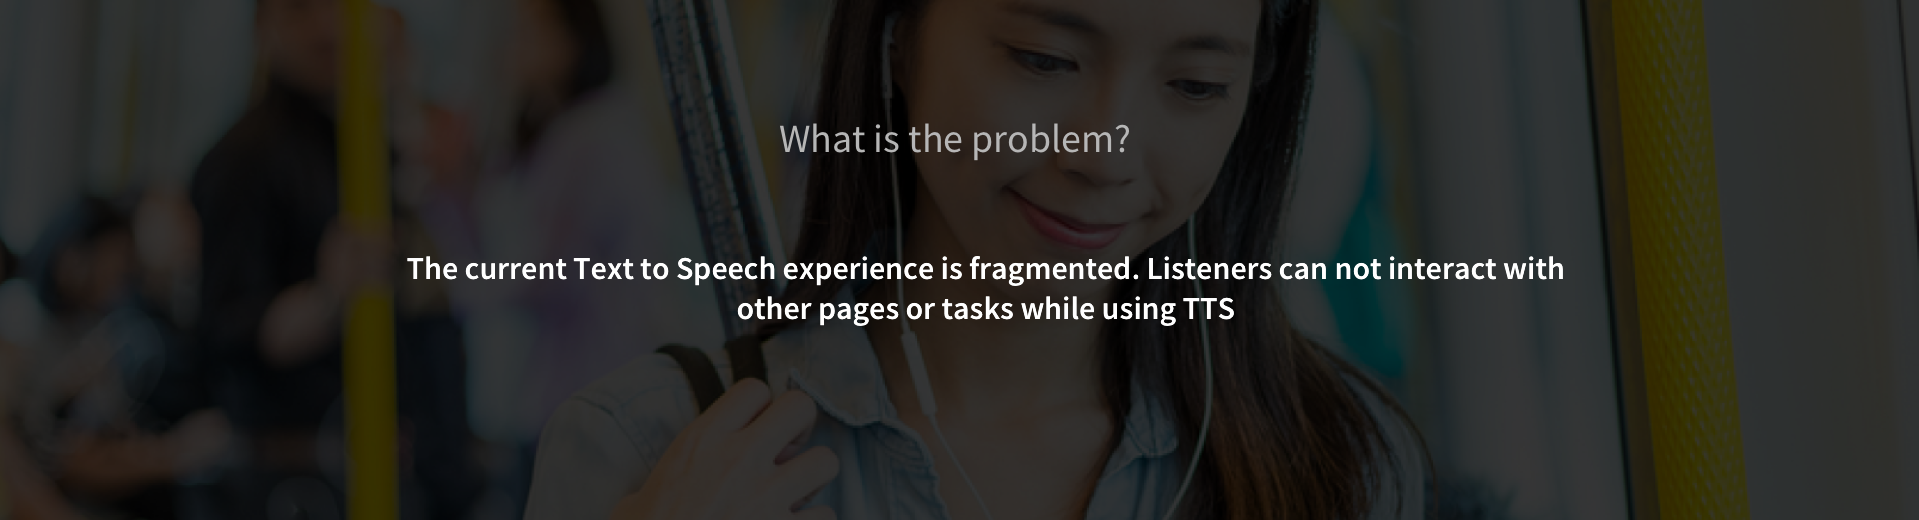 What is the problem?
The current Text to Speech experience is fragmented. Listeners can not interact with
other pages or tasks while using TTS